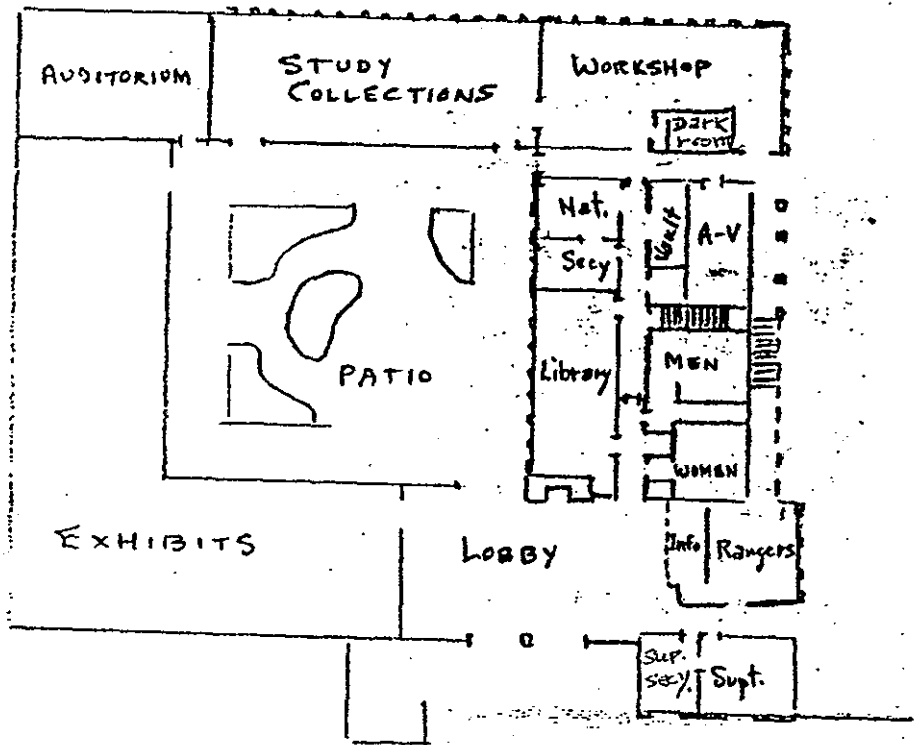 AUDITORIUM
STUDY
COLLECTIONS
WORKSHOP
Dark
room
Nat.
A-V
Secy
Library
MEN
PATIO
WOMEN
EXHIBITS
LOBBY
Info
Rangers
Sup.
Secy.
Supt.